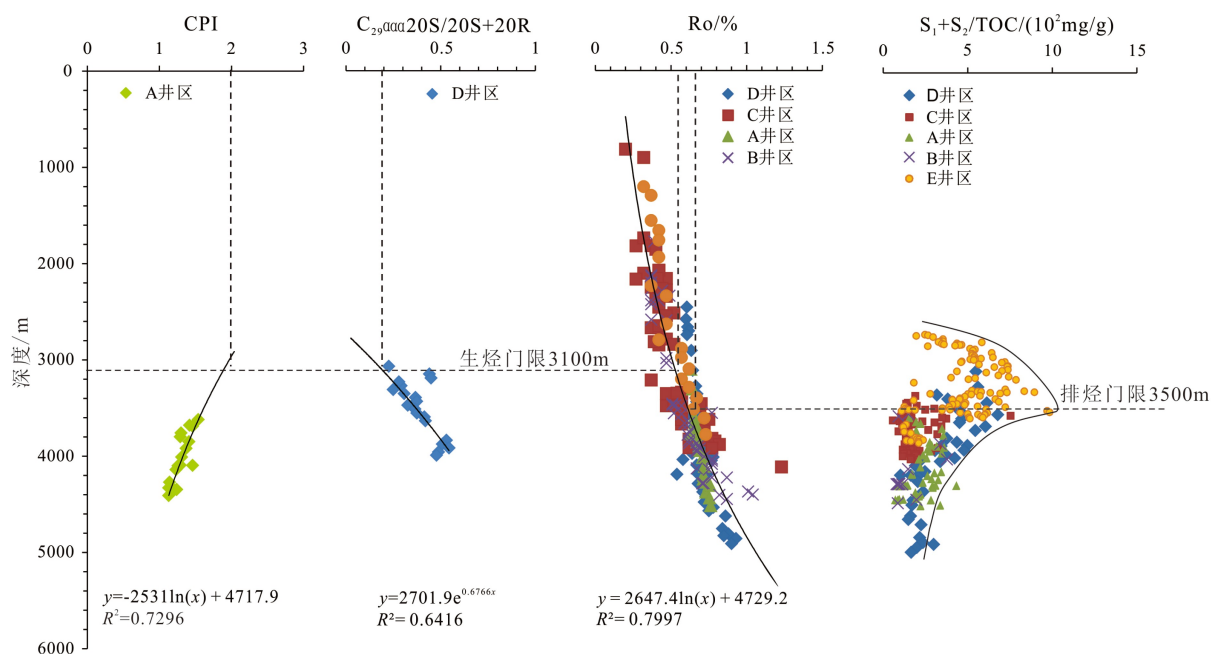 CPI
0 1 2 3
A井区
C29ααα20S/20S+20R
0 0.5 1
D井区
Ro/%
0 0.5 1 1.5
D井区
C井区
A井区
B井区
S1+S2/TOC/(10²mg/g)
0 5 10 15
D井区
C井区
A井区
B井区
E井区
深度/m
0
1000
2000
3000
4000
5000
6000
生烃门限3100m
排烃门限3500m
y=-2531ln(x) + 4717.9
R²=0.7296
y=2701.9e^0.6766x
R²= 0.6416
y = 2647.4ln(x) + 4729.2
R²= 0.7997